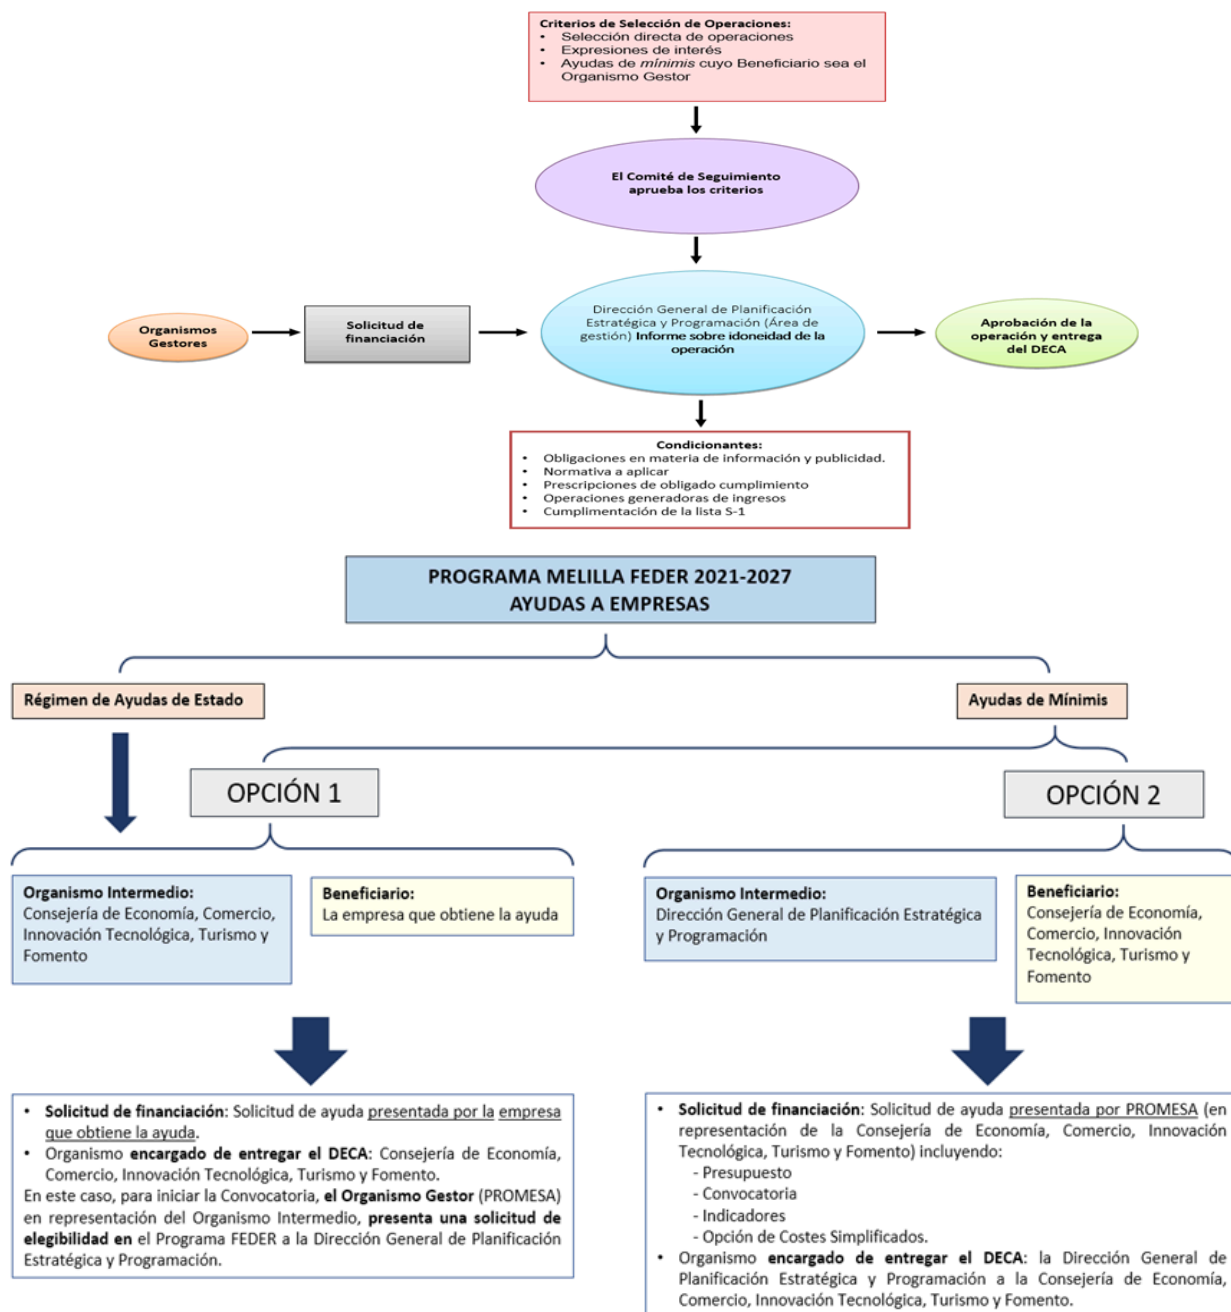 Criterios de Selección de Operaciones:
• Selección directa de operaciones
• Expresiones de interés
• Ayudas de mínimis cuyo Beneficiario sea el
Organismo Gestor
El Comité de Seguimiento
aprueba los criterios
Organismos
Gestores
Solicitud de
financiación
Dirección General de Planificación
Estratégica y Programación (Área de
gestión) Informe sobre idoneidad de la
operación
Aprobación de la
operación y entrega
del DECA
Condicionantes:
• Obligaciones en materia de información y publicidad.
• Normativa a aplicar
• Prescripciones de obligado cumplimiento
• Operaciones generadoras de ingresos
• Cumplimentación de la lista S-1
PROGRAMA MELILLA FEDER 2021-2027
AYUDAS A EMPRESAS
Régimen de Ayudas de Estado
Ayudas de Mínimis
OPCIÓN 1
OPCIÓN 2
Organismo Intermedio:
Consejería de Economía, Comercio,
Innovación Tecnológica, Turismo y
Fomento
Beneficiario:
La empresa que obtiene la ayuda
Organismo Intermedio:
Dirección General de Planificación Estratégica
y Programación
Beneficiario:
Consejería de Economía,
Comercio, Innovación
Tecnológica, Turismo y
Fomento
• Solicitud de financiación: Solicitud de ayuda presentada por la empresa
que obtiene la ayuda.
• Organismo encargado de entregar el DECA: Consejería de Economía,
Comercio, Innovación Tecnológica, Turismo y Fomento.
En este caso, para iniciar la Convocatoria, el Organismo Gestor (PROMESA)
en representación del Organismo Intermedio, presenta una solicitud de
elegibilidad en el Programa FEDER a la Dirección General de Planificación
Estratégica y Programación.
• Solicitud de financiación: Solicitud de ayuda presentada por PROMESA (en
representación de la Consejería de Economía, Comercio, Innovación
Tecnológica, Turismo y Fomento) incluyendo:
- Presupuesto
- Convocatoria
- Indicadores
- Opción de Costes Simplificados.
• Organismo encargado de entregar el DECA: la Dirección General de
Planificación Estratégica y Programación a la Consejería de Economía,
Comercio, Innovación Tecnológica, Turismo y Fomento.